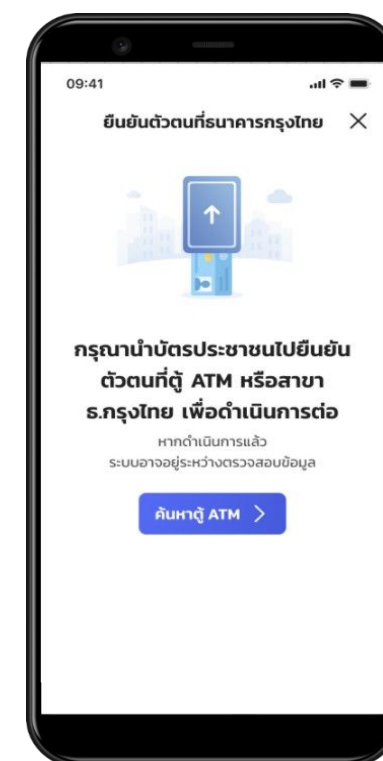 09:41
ยืนยันตัวตนที่ธนาคารกรุงไทย
กรุณานำบัตรประชาชนไปยืนยัน
ตัวตนที่ตู้ ATM หรือสาขา
ธ.กรุงไทย เพื่อดำเนินการต่อ
หากดำเนินการแล้ว
ระบบอาจอยู่ระหว่างตรวจสอบข้อมูล
ค้นหาตู้ ATM